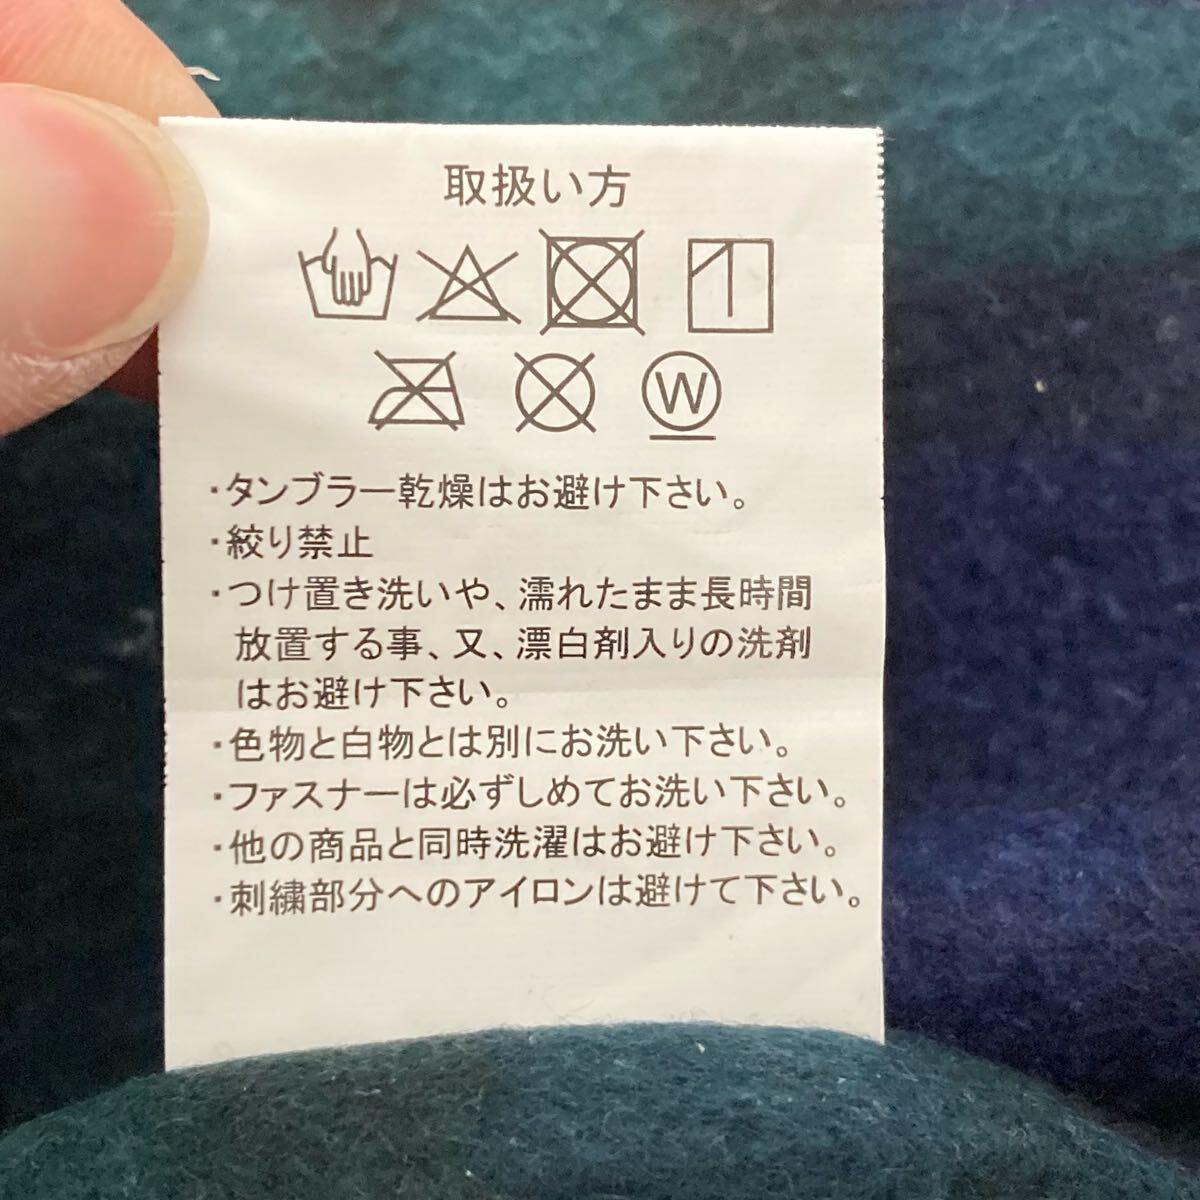 取扱い方
W
・タンブラー乾燥はお避け下さい。
・絞り禁止
・つけ置き洗いや、濡れたまま長時間
放置する事、又、漂白剤入りの洗剤
はお避け下さい。
・色物と白物とは別にお洗い下さい。
・ファスナーは必ずしめてお洗い下さい。
・他の商品と同時洗濯はお避け下さい。
・刺繍部分へのアイロンは避けて下さい。